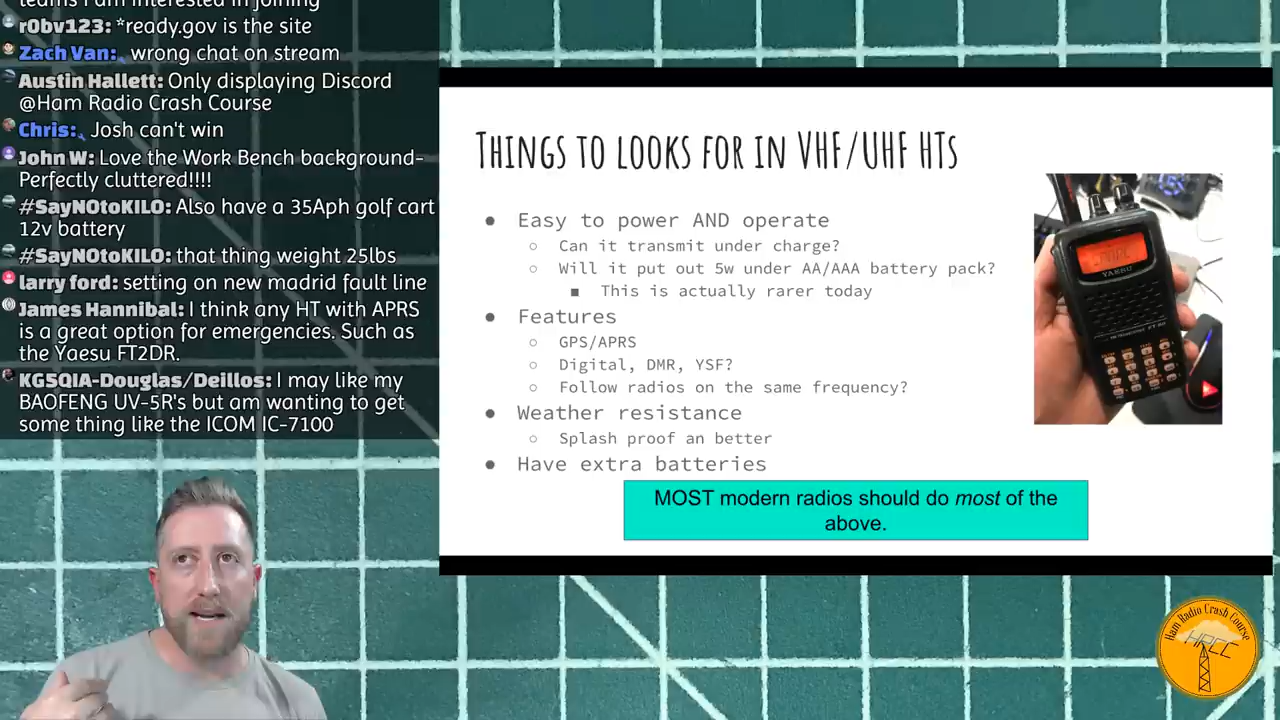 teams I am interested in joining
r0bv123: *ready.gov is the site
Zach Van: wrong chat on stream
Austin Hallett: Only displaying Discord
@Ham Radio Crash Course
Chris: Josh can't win
John W: Love the Work Bench background-
Perfectly cluttered!!!!
#SayNOtoKILO: Also have a 35Aph golf cart
12v battery
#SayNOtoKILO: that thing weight 25lbs
larry ford: setting on new madrid fault line
James Hannibal: I think any HT with APRS
is a great option for emergencies. Such as
the Yaesu FT2DR.
KG5QIA-Douglas/Deillos: I may like my
BAOFENG UV-5R's but am wanting to get
some thing like the ICOM IC-7100
Things to looks for in VHF/UHF HTs
● Easy to power AND operate
○ Can it transmit under charge?
○ Will it put out 5w under AA/AAA battery pack?
■ This is actually rarer today
● Features
○ GPS/APRS
○ Digital, DMR, YSF?
○ Follow radios on the same frequency?
● Weather resistance
○ Splash proof an better
● Have extra batteries
MOST modern radios should do most of the
above.
YAESU
Ham Radio Crash Course
HRCC